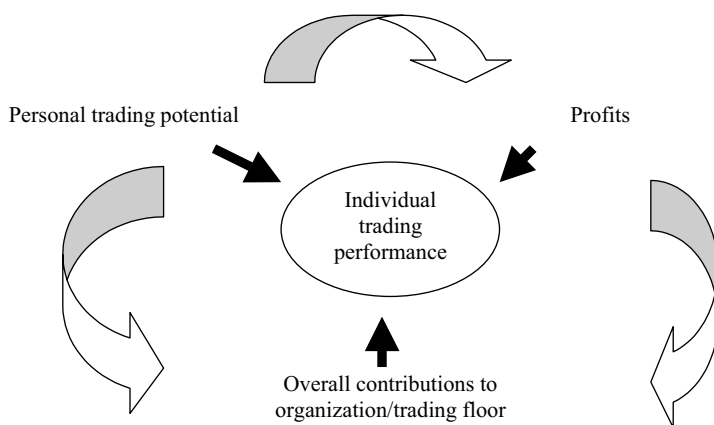 Personal trading potential
Profits
Individual
trading
performance
Overall contributions to
organization/trading floor